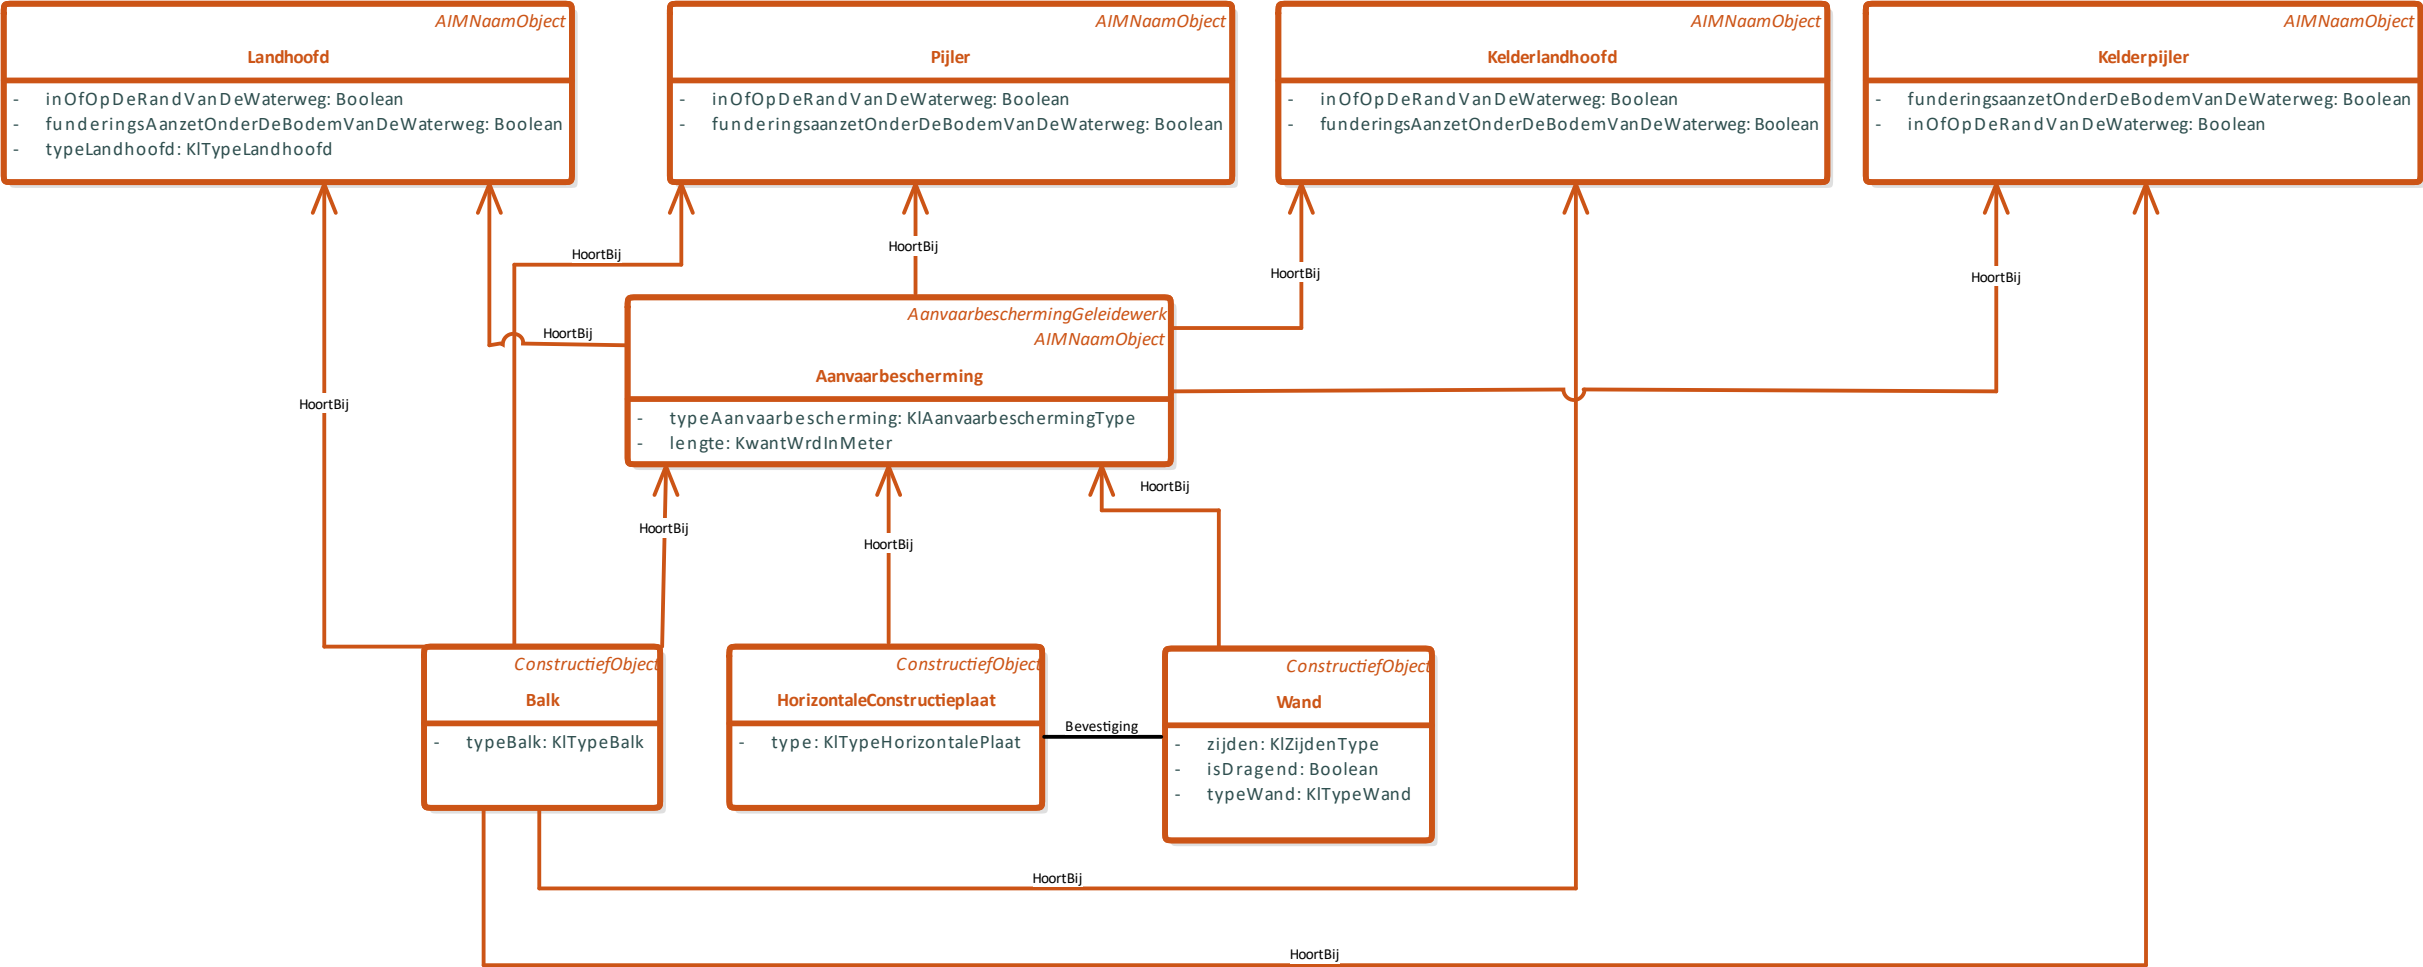 AIMNaamObject
Landhoofd
- inOfOpDeRandVanDeWaterweg: Boolean
- funderingsAanzetOnderDeBodemVanDeWaterweg: Boolean
- typeLandhoofd: KlTypeLandhoofd
AIMNaamObject
Pijler
- inOfOpDeRandVanDeWaterweg: Boolean
- funderingsaanzetOnderDeBodemVanDeWaterweg: Boolean
AIMNaamObject
Kelderlandhoofd
- inOfOpDeRandVanDeWaterweg: Boolean
- funderingsAanzetOnderDeBodemVanDeWaterweg: Boolean
AIMNaamObject
Kelderpijler
- funderingsaanzetOnderDeBodemVanDeWaterweg: Boolean
- inOfOpDeRandVanDeWaterweg: Boolean
HoortBij
HoortBij
HoortBij
HoortBij
HoortBij
HoortBij
AanvaarbeschermingGeleidewerk
AIMNaamObject
Aanvaarbescherming
- typeAanvaarbescherming: KlAanvaarbeschermingType
- lengte: KwantWrdInMeter
HoortBij
HoortBij
HoortBij
ConstructiefObject
Balk
- typeBalk: KlTypeBalk
ConstructiefObject
HorizontaleConstructieplaat
- type: KlTypeHorizontalePlaat
Bevestiging
ConstructiefObject
Wand
- zijden: KlZijdenType
- isDragend: Boolean
- typeWand: KlTypeWand
HoortBij
HoortBij